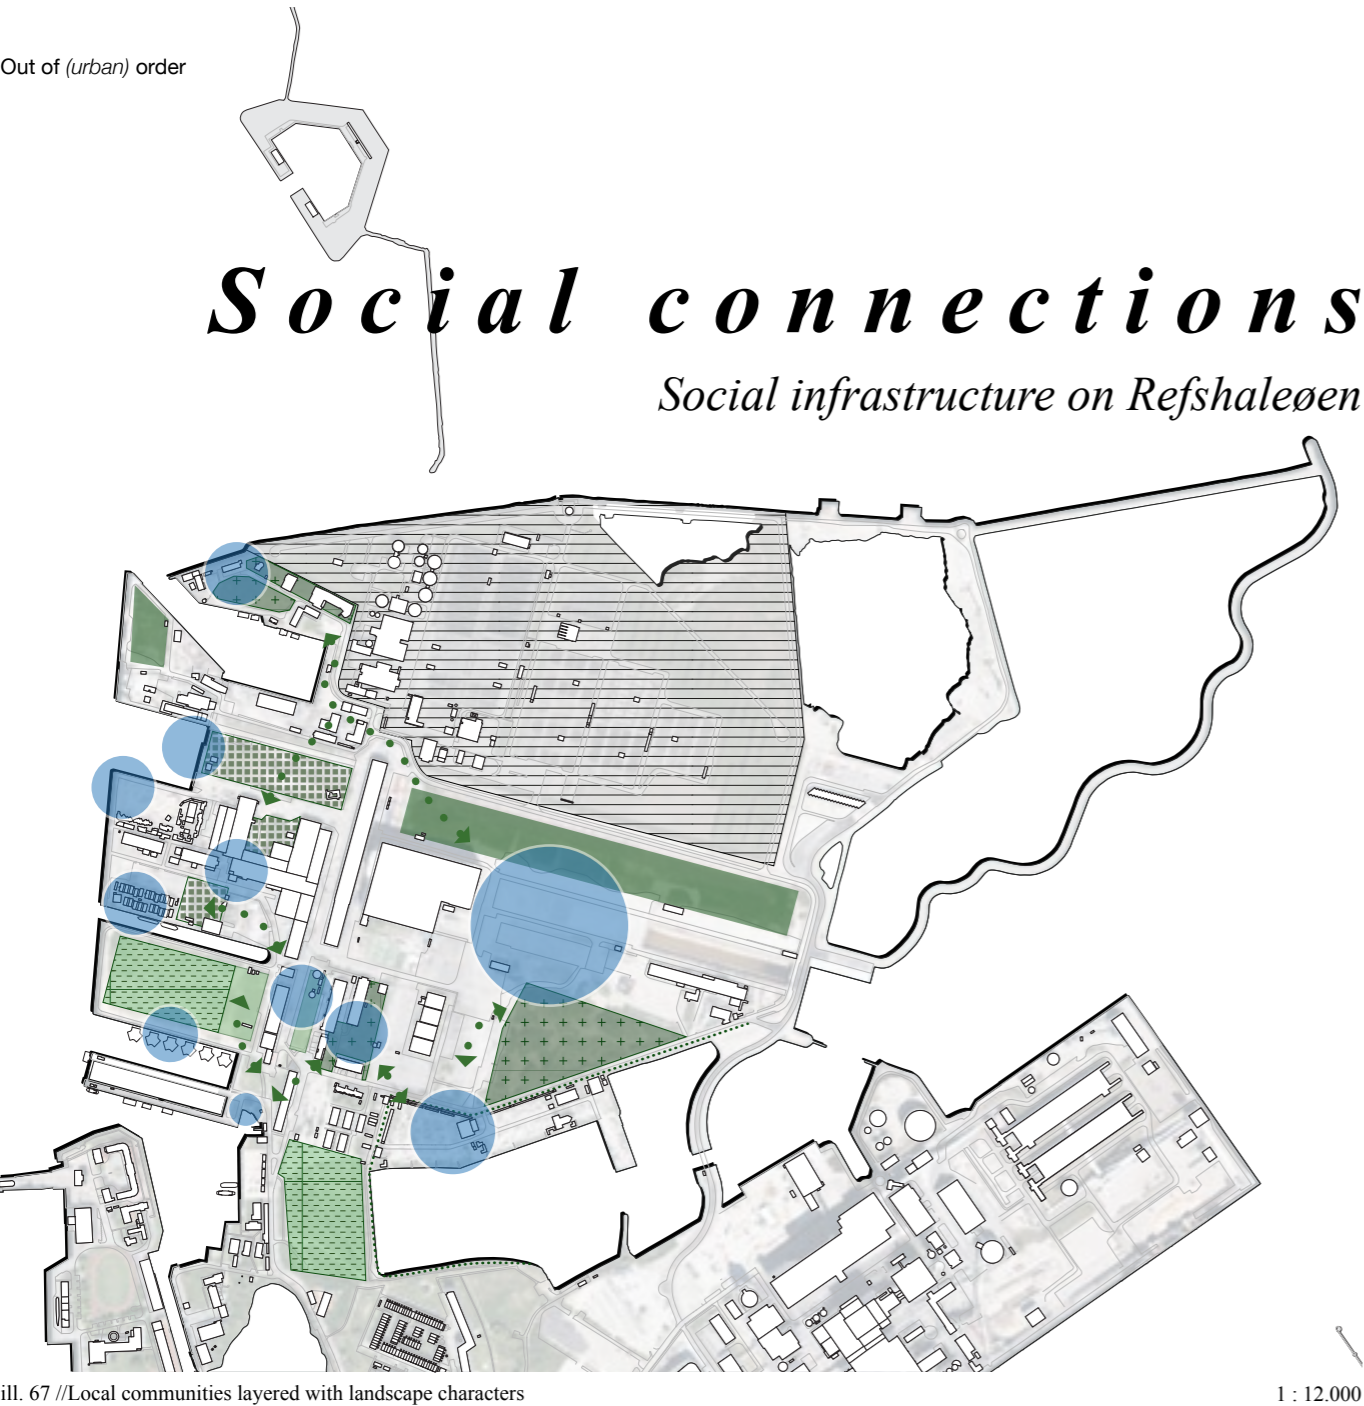 Out of (urban) order
Social connections
Social infrastructure on Refshaleøen
ill. 67 //Local communities layered with landscape characters
1 : 12.000